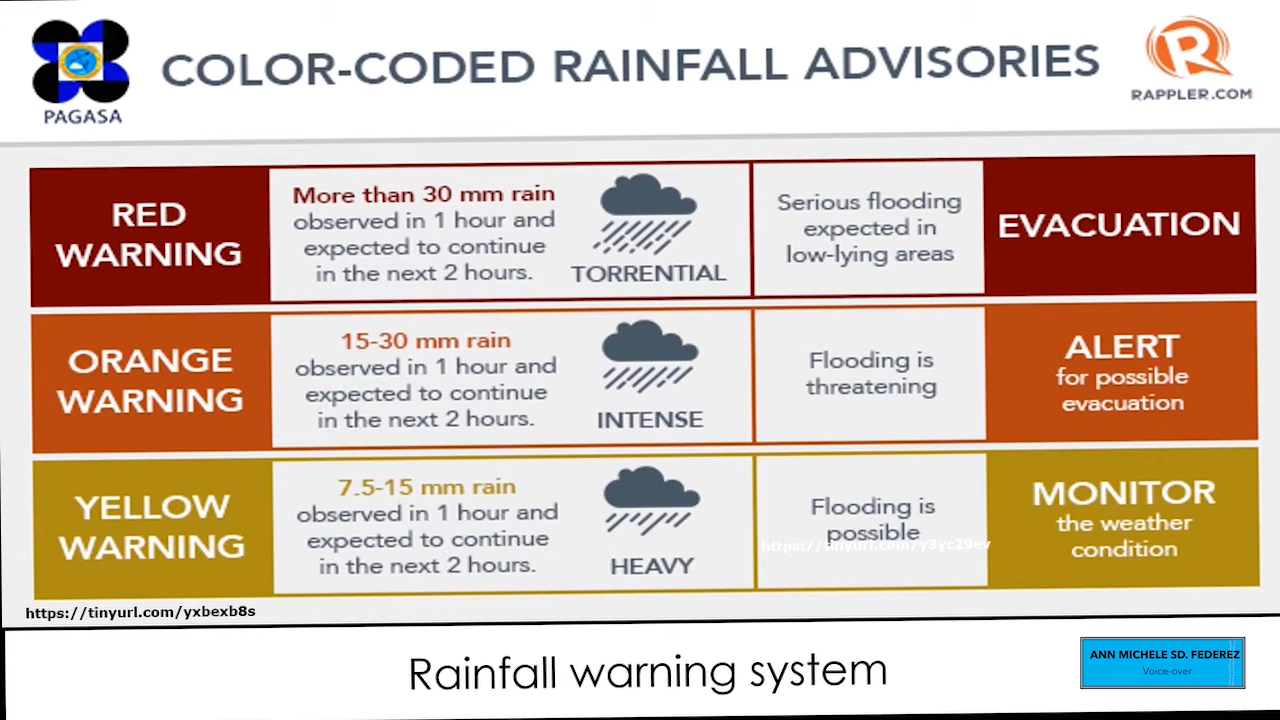 PAGASA
COLOR-CODED RAINFALL ADVISORIES
RAPPLER.COM
RED
WARNING
More than 30 mm rain
observed in 1 hour and
expected to continue
in the next 2 hours.
TORRENTIAL
Serious flooding
expected in
low-lying areas
EVACUATION
ORANGE
WARNING
15-30 mm rain
observed in 1 hour and
expected to continue
in the next 2 hours.
INTENSE
Flooding is
threatening
ALERT
for possible
evacuation
YELLOW
WARNING
7.5-15 mm rain
observed in 1 hour and
expected to continue
in the next 2 hours.
HEAVY
Flooding is
possible
https://tinyurl.com/y3yc29ev
MONITOR
the weather
condition
https://tinyurl.com/yxbexb8s
Rainfall warning system
ANN MICHELE SD. FEDEREZ
Voice-over